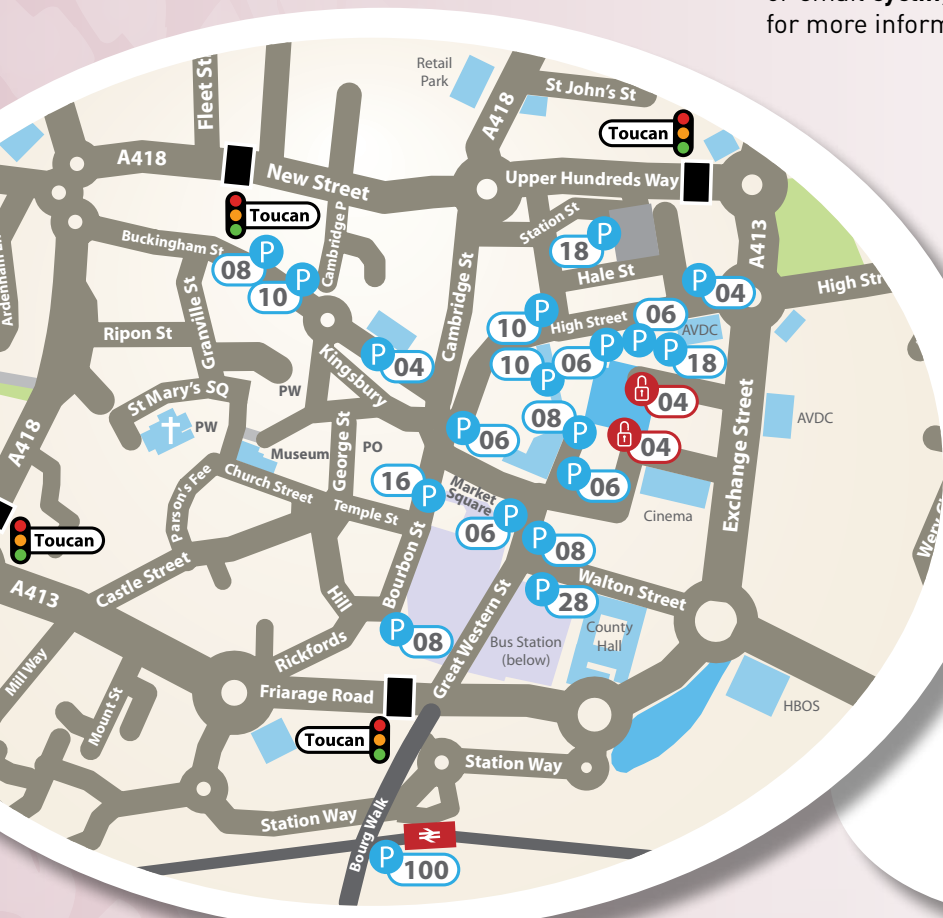 for more inform
Retail
Park
Fleet St
A418
St John's St
Toucan
A418
New Street
Upper Hundreds Way
Toucan
Station St
P
18
Buckingham St
P
08
P
10
Cambridge P
Hale St
A413
P
04
High Str
Ardenham
Ripon St
Granville St
Cambridge St
P
10
High Street
06
AVDC
P
10
P
06
P
P
18
Kingsbury
P
04
04
St Mary's SQ
PW
PW
Museum
George St
PO
P
06
08
P
04
AVDC
Exchange Street
A418
Parson's Fee
Church Street
Temple St
16
P
Market
Square
P
06
Cinema
P
06
P
08
Toucan
A413
Castle Street
Bourbon St
Walton Street
P
28
Hill
Rickfords
P
08
Great Western St
Bus Station
(below)
County
Hall
Mill Way
Mount St
Friarage Road
HBOS
Toucan
Station Way
Station Way
Bourg Walk
P
100